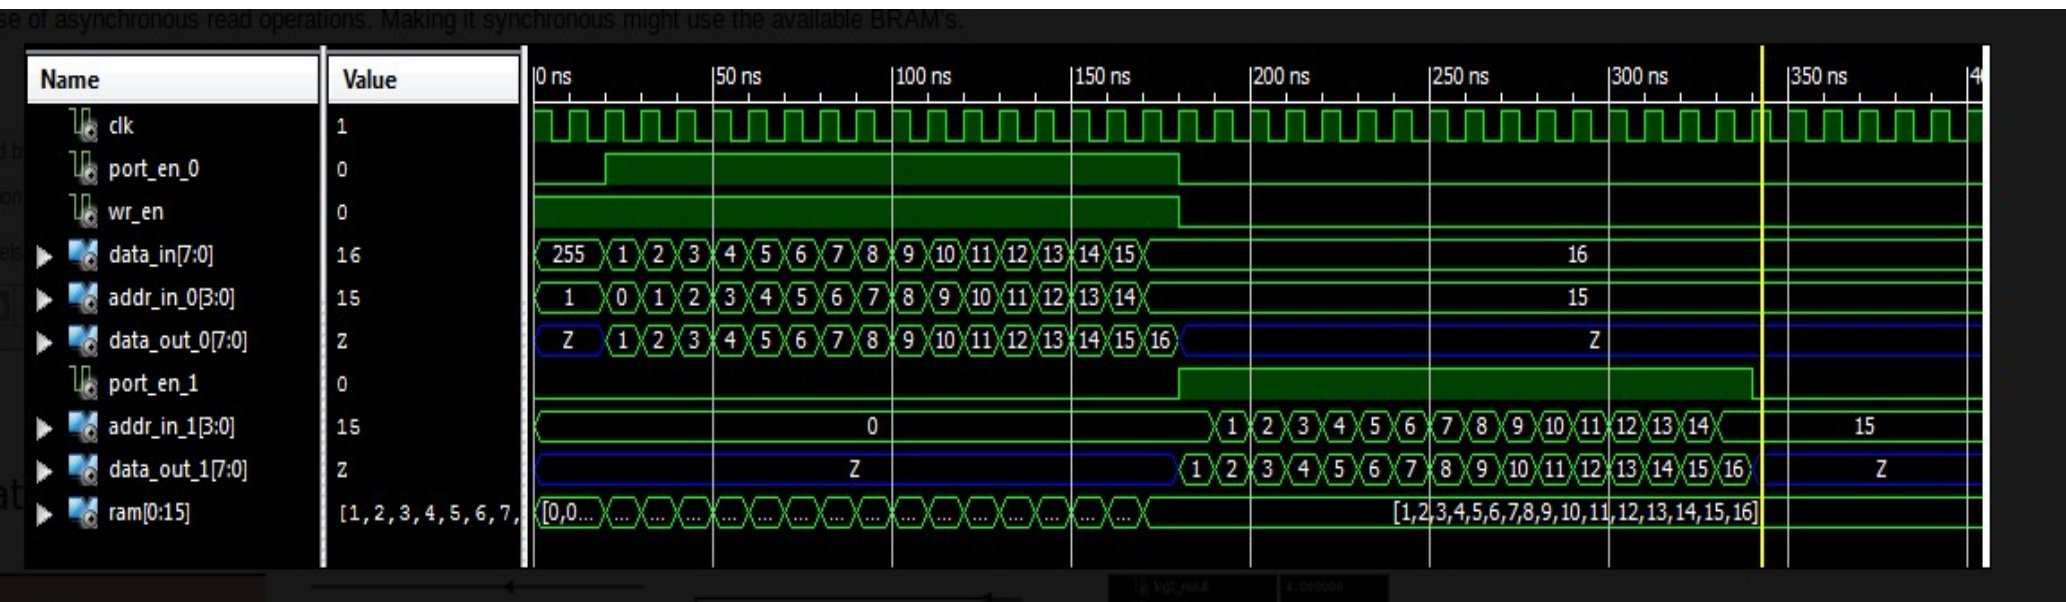 se of asynchronous read operations. Making it synchronous might use the available BRAM's.
Name Value 0 ns 50 ns 100 ns 150 ns 200 ns 250 ns 300 ns 350 ns 4
clk 1
port_en_0 0
wr_en 0
data_in[7:0] 16 255 1 2 3 4 5 6 7 8 9 10 11 12 13 14 15 16
addr_in_0[3:0] 15 1 0 1 2 3 4 5 6 7 8 9 10 11 12 13 14 15
data_out_0[7:0] Z Z 1 2 3 4 5 6 7 8 9 10 11 12 13 14 15 16 Z
port_en_1 0
addr_in_1[3:0] 15 0 1 2 3 4 5 6 7 8 9 10 11 12 13 14 15
data_out_1[7:0] Z Z 1 2 3 4 5 6 7 8 9 10 11 12 13 14 15 16 Z
ram[0:15] [1,2,3,4,5,6,7, [0,0... ... ... ... ... ... ... ... ... ... ... ... ... ... ... ... [1,2,3,4,5,6,7,8,9,10,11,12,13,14,15,16]